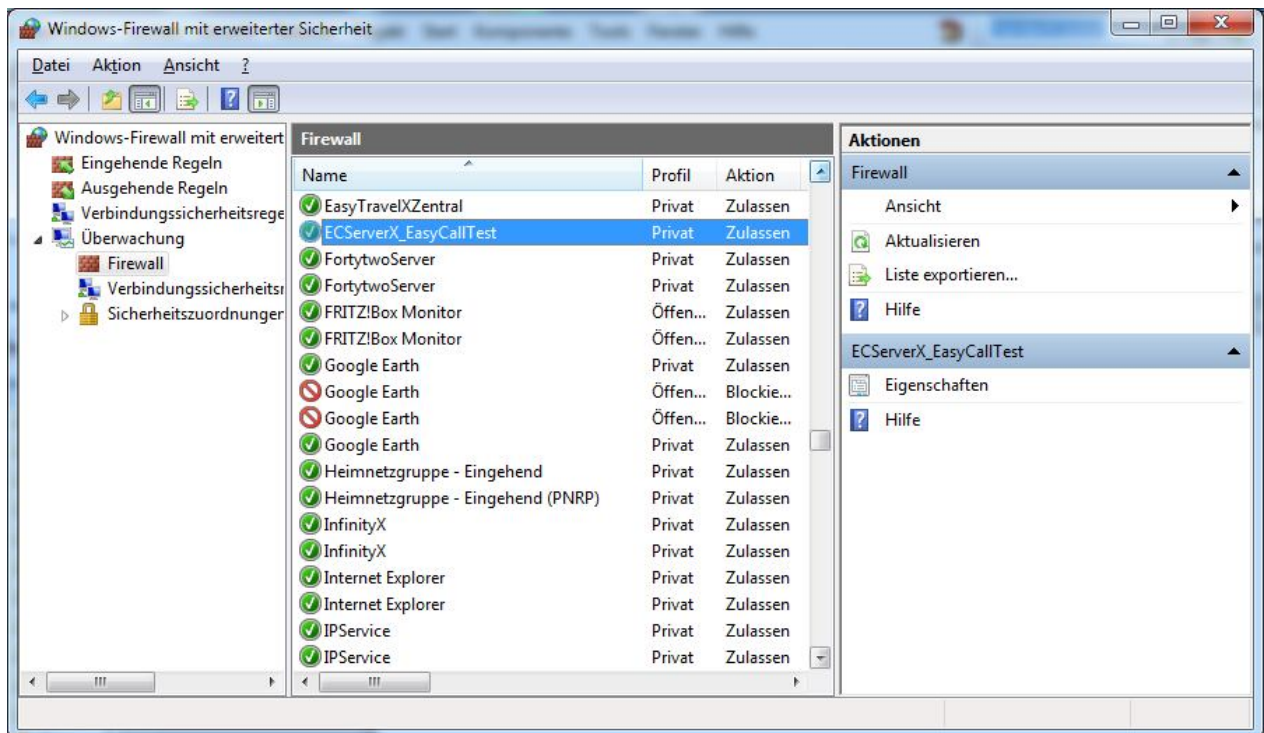 Windows-Firewall mit erweiterter Sicherheit
Datei Aktion Ansicht ?
Windows-Firewall mit erweitert
Eingehende Regeln
Ausgehende Regeln
Verbindungssicherheitsrege
Überwachung
Firewall
Verbindungssicherheitsr
Sicherheitszuordnunger
Firewall
Name Profil Aktion
EasyTravelXZentral Privat Zulassen
ECServerX_EasyCallTest Privat Zulassen
FortytwoServer Privat Zulassen
FortytwoServer Privat Zulassen
FRITZ!Box Monitor Öffen... Zulassen
FRITZ!Box Monitor Öffen... Zulassen
Google Earth Privat Zulassen
Google Earth Öffen... Blockie...
Google Earth Öffen... Blockie...
Google Earth Privat Zulassen
Heimnetzgruppe - Eingehend Privat Zulassen
Heimnetzgruppe - Eingehend (PNRP) Privat Zulassen
InfinityX Privat Zulassen
InfinityX Privat Zulassen
Internet Explorer Privat Zulassen
Internet Explorer Privat Zulassen
IPService Privat Zulassen
IPService Privat Zulassen
Aktionen
Firewall
Ansicht
Aktualisieren
Liste exportieren...
Hilfe
ECServerX_EasyCallTest
Eigenschaften
Hilfe